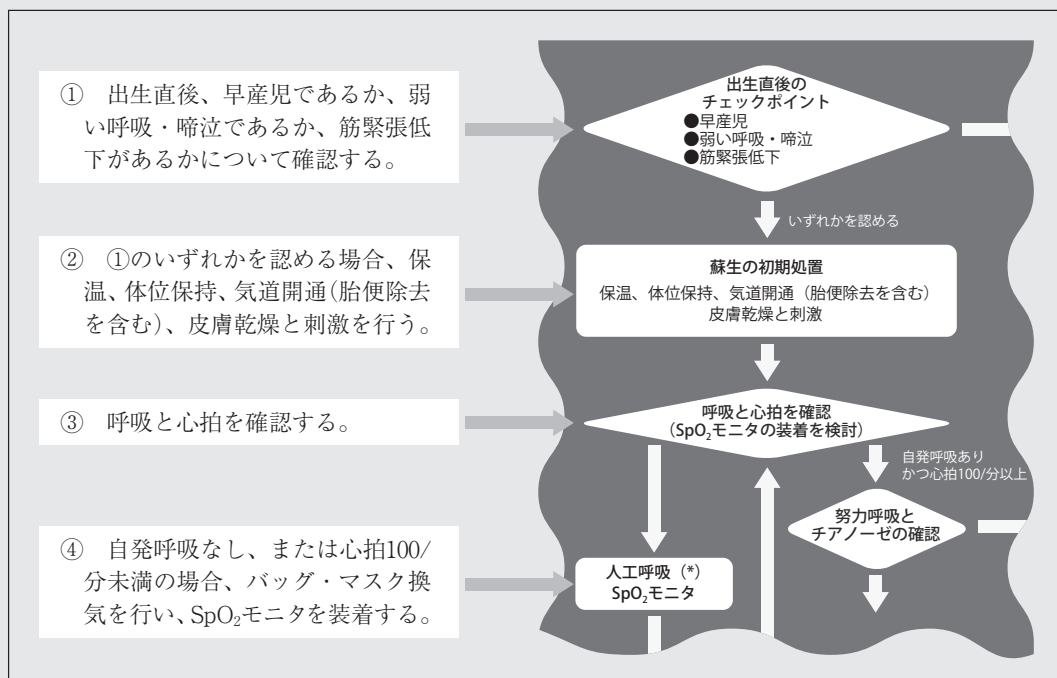 ① 出生直後、早産児であるか、弱
い呼吸・啼泣であるか、筋緊張低
下があるかについて確認する。
② ①のいずれかを認める場合、保
温、体位保持、気道開通(胎便除去
を含む)、皮膚乾燥と刺激を行う。
③ 呼吸と心拍を確認する。
④ 自発呼吸なし、または心拍100/
分未満の場合、バッグ・マスク換
気を行い、SpO₂モニタを装着する。
出生直後の
チェックポイント
●早産児
●弱い呼吸・啼泣
●筋緊張低下
いずれかを認める
蘇生の初期処置
保温、体位保持、気道開通(胎便除去を含む)
皮膚乾燥と刺激
呼吸と心拍を確認
(SpO₂モニタの装着を検討)
自発呼吸あり
かつ心拍100/分以上
努力呼吸と
チアノーゼの確認
人工呼吸(*)
SpO₂モニタ